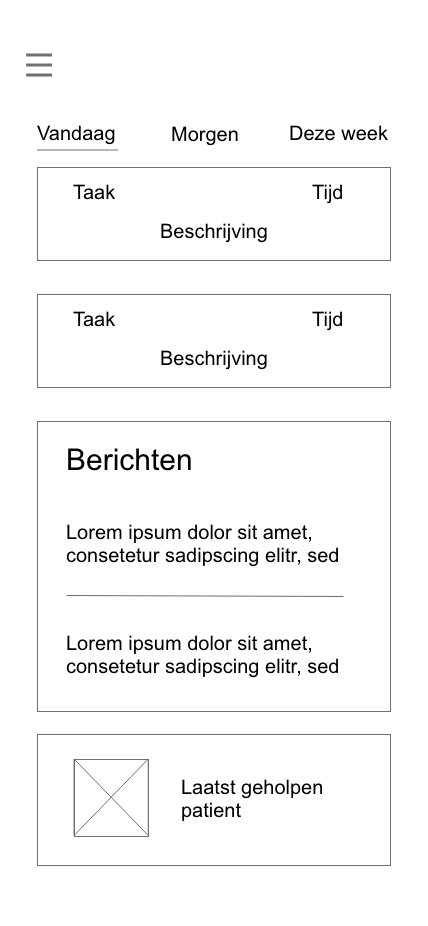 Vandaag Morgen Deze week
Taak Tijd
Beschrijving
Taak Tijd
Beschrijving
Berichten
Lorem ipsum dolor sit amet,
consetetur sadipscing elitr, sed
Lorem ipsum dolor sit amet,
consetetur sadipscing elitr, sed
Laatst geholpen
patient